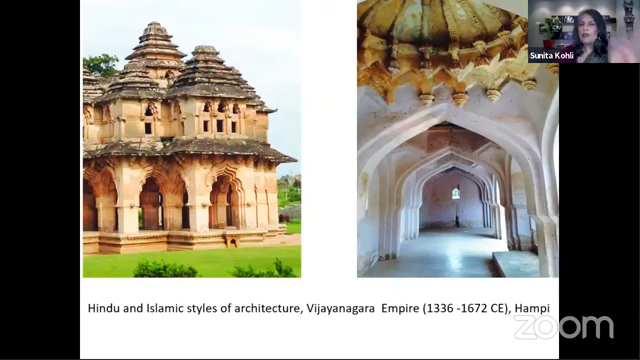 Sunita Kohli
Hindu and Islamic styles of architecture, Vijayanagara Empire (1336 -1672 CE), Hampi
zoom